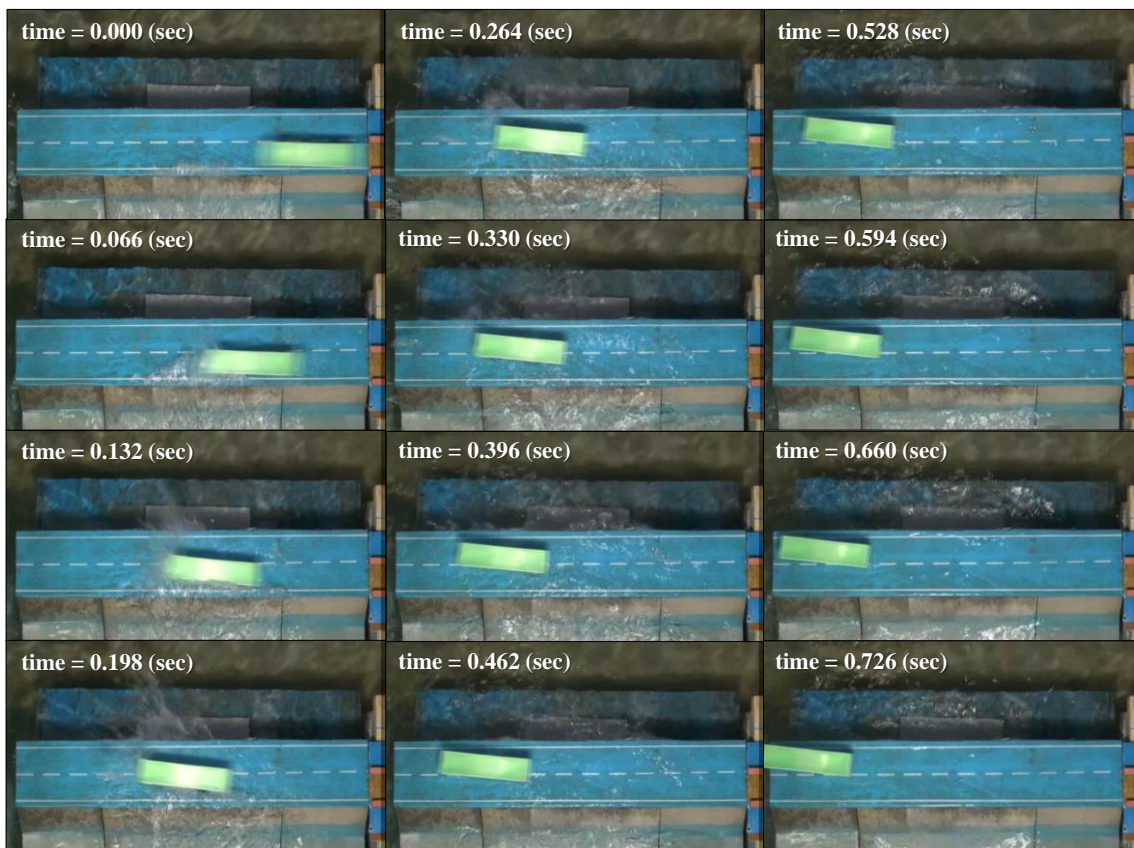 time = 0.000 (sec)
time = 0.066 (sec)
time = 0.132 (sec)
time = 0.198 (sec)
time = 0.264 (sec)
time = 0.330 (sec)
time = 0.396 (sec)
time = 0.462 (sec)
time = 0.528 (sec)
time = 0.594 (sec)
time = 0.660 (sec)
time = 0.726 (sec)